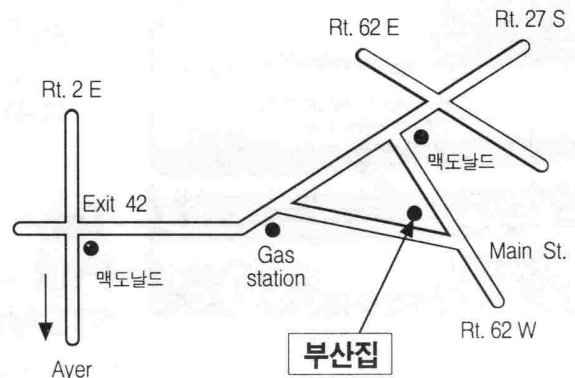 Rt. 62 E
Rt. 27 S
Rt. 2 E
맥도날드
Exit 42
맥도날드
Gas
station
Main St.
부산집
Rt. 62 W
Ayer